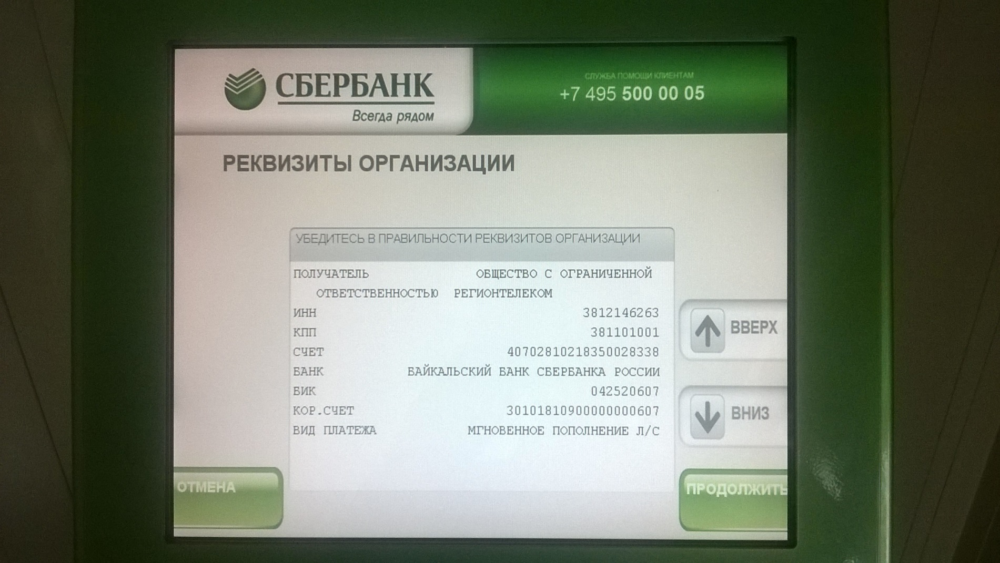 СБЕРБАНК
Всегда рядом
СЛУЖБА ПОМОЩИ КЛИЕНТАМ
+7 495 500 00 05
РЕКВИЗИТЫ ОРГАНИЗАЦИИ
УБЕДИТЕСЬ В ПРАВИЛЬНОСТИ РЕКВИЗИТОВ ОРГАНИЗАЦИИ
ПОЛУЧАТЕЛЬ ОБЩЕСТВО С ОГРАНИЧЕННОЙ
ОТВЕТСТВЕННОСТЬЮ РЕГИОНТЕЛЕКОМ
ИНН 3812146263
КПП 381101001
СЧЕТ 40702810218350028338
БАНК БАЙКАЛЬСКИЙ БАНК СБЕРБАНКА РОССИИ
БИК 042520607
КОР.СЧЕТ 30101810900000000607
ВИД ПЛАТЕЖА МГНОВЕННОЕ ПОПОЛНЕНИЕ Л/С
ВВЕРХ
ВНИЗ
ОТМЕНА
ПРОДОЛЖИТЬ